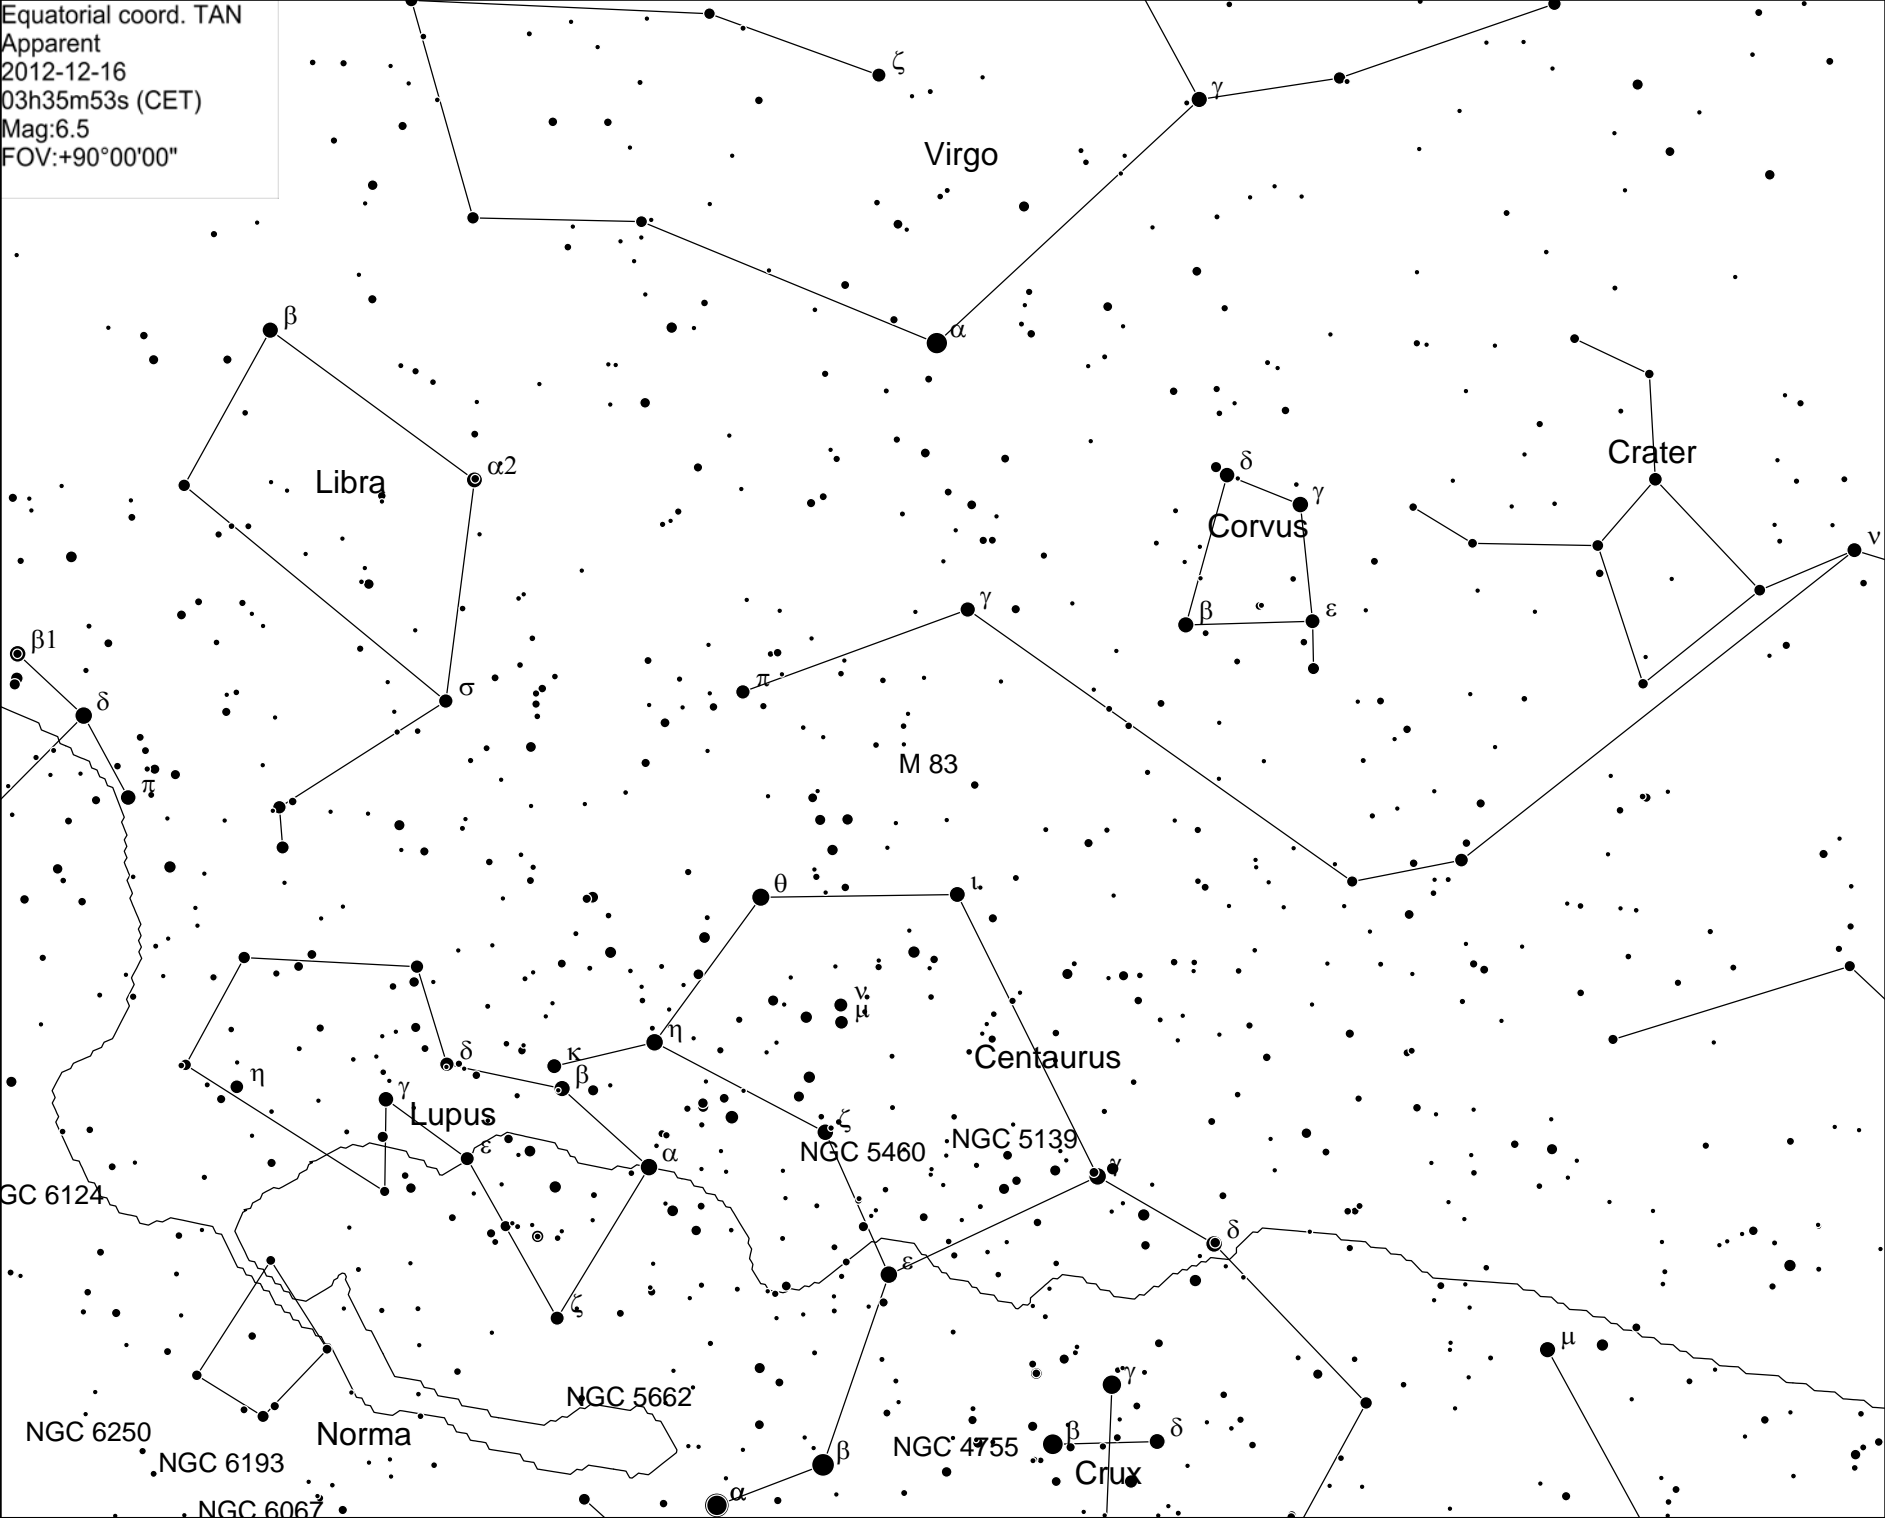 Equatorial coord. TAN
Apparent
2012-12-16
03h35m53s (CET)
Mag:6.5
FOV:+90°00'00"
ζ
γ
Virgo
β
α
α2
Libra
δ
γ
Corvus
Crater
ν
β
ε
γ
β1
σ
π
δ
π
M 83
θ
ι
ν
μ
η
δ
κ
β
Centaurus
η
γ
Lupus
ε
ζ
α
NGC 5460
NGC 5139
γ
GC 6124
δ
ε
ζ
μ
γ
NGC 5662
NGC 6250
Norma
β
NGC 4755
β
δ
NGC 6193
Crux
α
NGC 6067